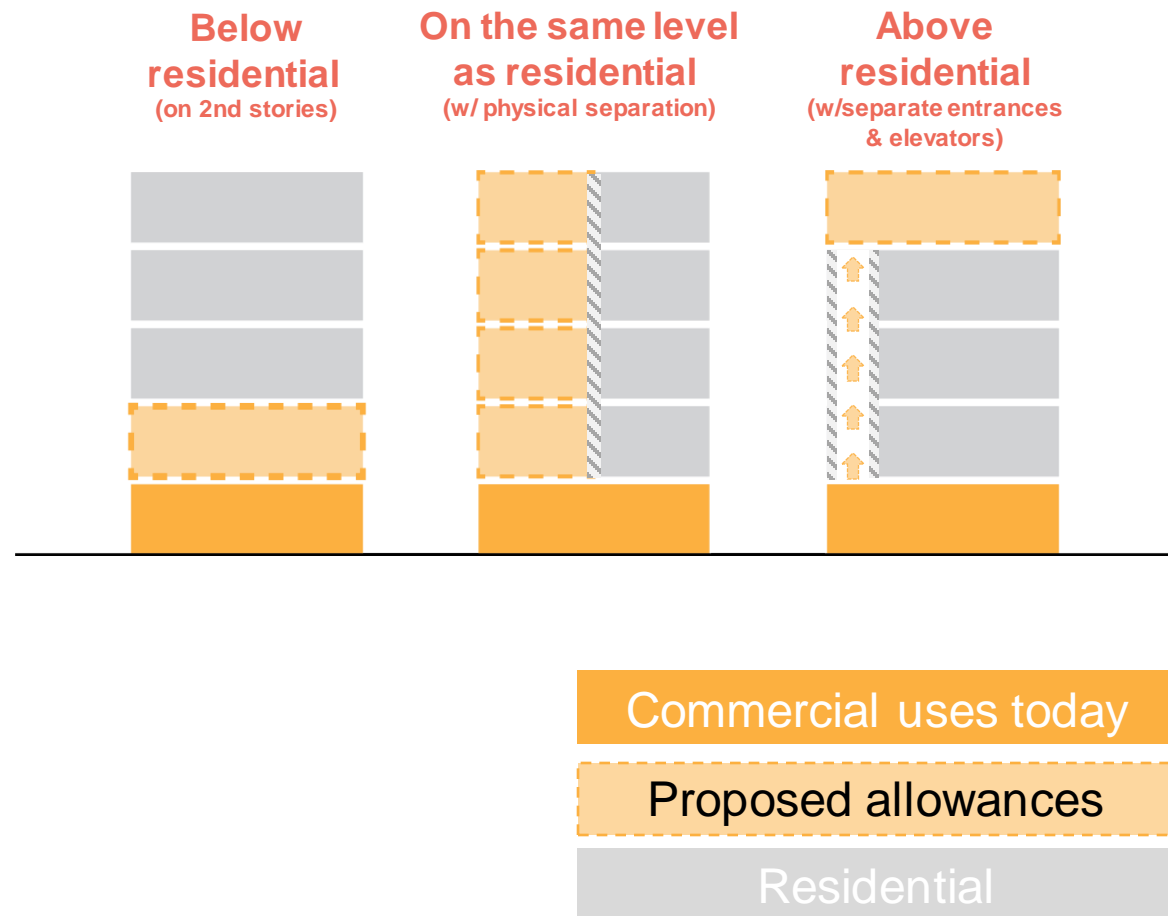 Below
residential
(on 2nd stories)
On the same level
as residential
(w/ physical separation)
Above
residential
(w/separate entrances
& elevators)
Commercial uses today
Proposed allowances
Residential